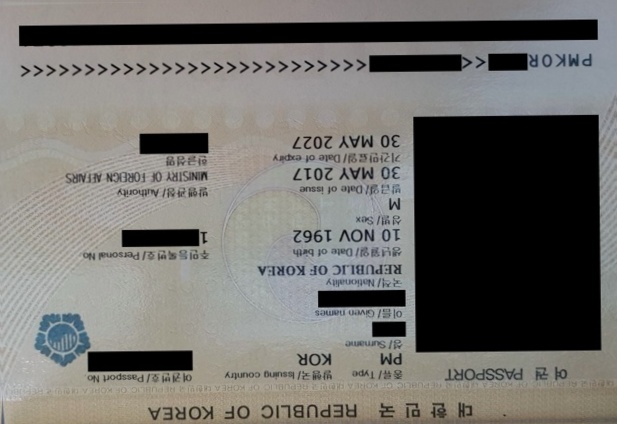 대한민국 REPUBLIC OF KOREA
여권 PASSPORT
종류/ Type 발행국/ Issuing country 여권번호/ Passport No
PM KOR
성/ Surname
이름/ Given names
국적/ Nationality
REPUBLIC OF KOREA
생년월일/ Date of birth 주민등록번호/ Personal No
10 NOV 1962 1
성별/ Sex
M
발급일/ Date of issue 발행관청/ Authority
30 MAY 2017 MINISTRY OF FOREIGN AFFAIRS
기간만료일/ Date of expiry 한글성명
30 MAY 2027
PMKOR <<  <<<<<<<<<<<<<<<<<<<<<<<<<<<